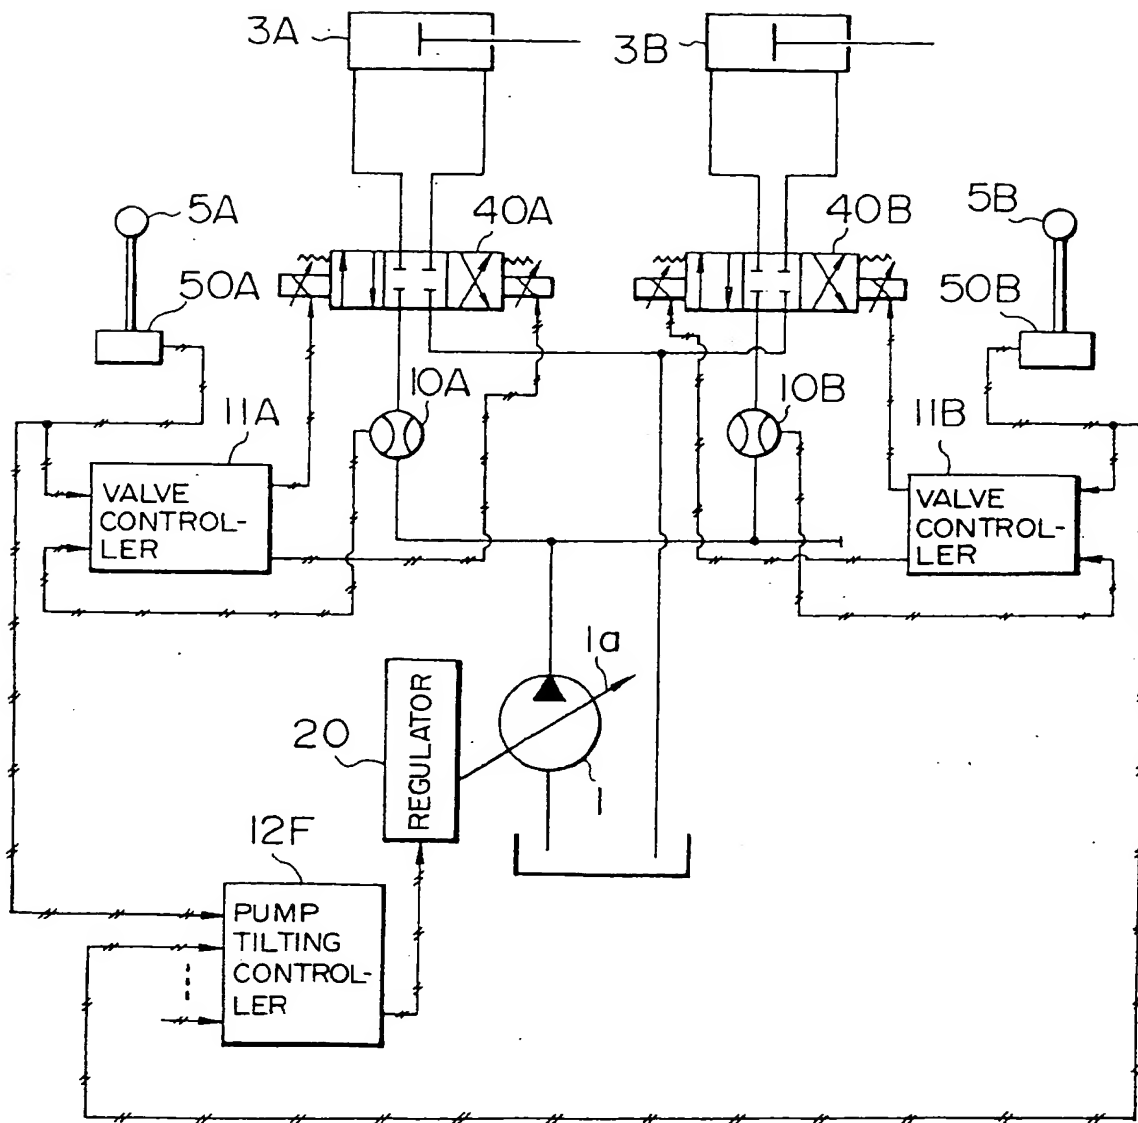 3A
3B
5A
40A
40B
5B
50A
50B
10A
10B
11A
11B
VALVE
CONTROL-
LER
VALVE
CONTROL-
LER
1a
20
REGULATOR
1
12F
PUMP
TILTING
CONTROL-
LER